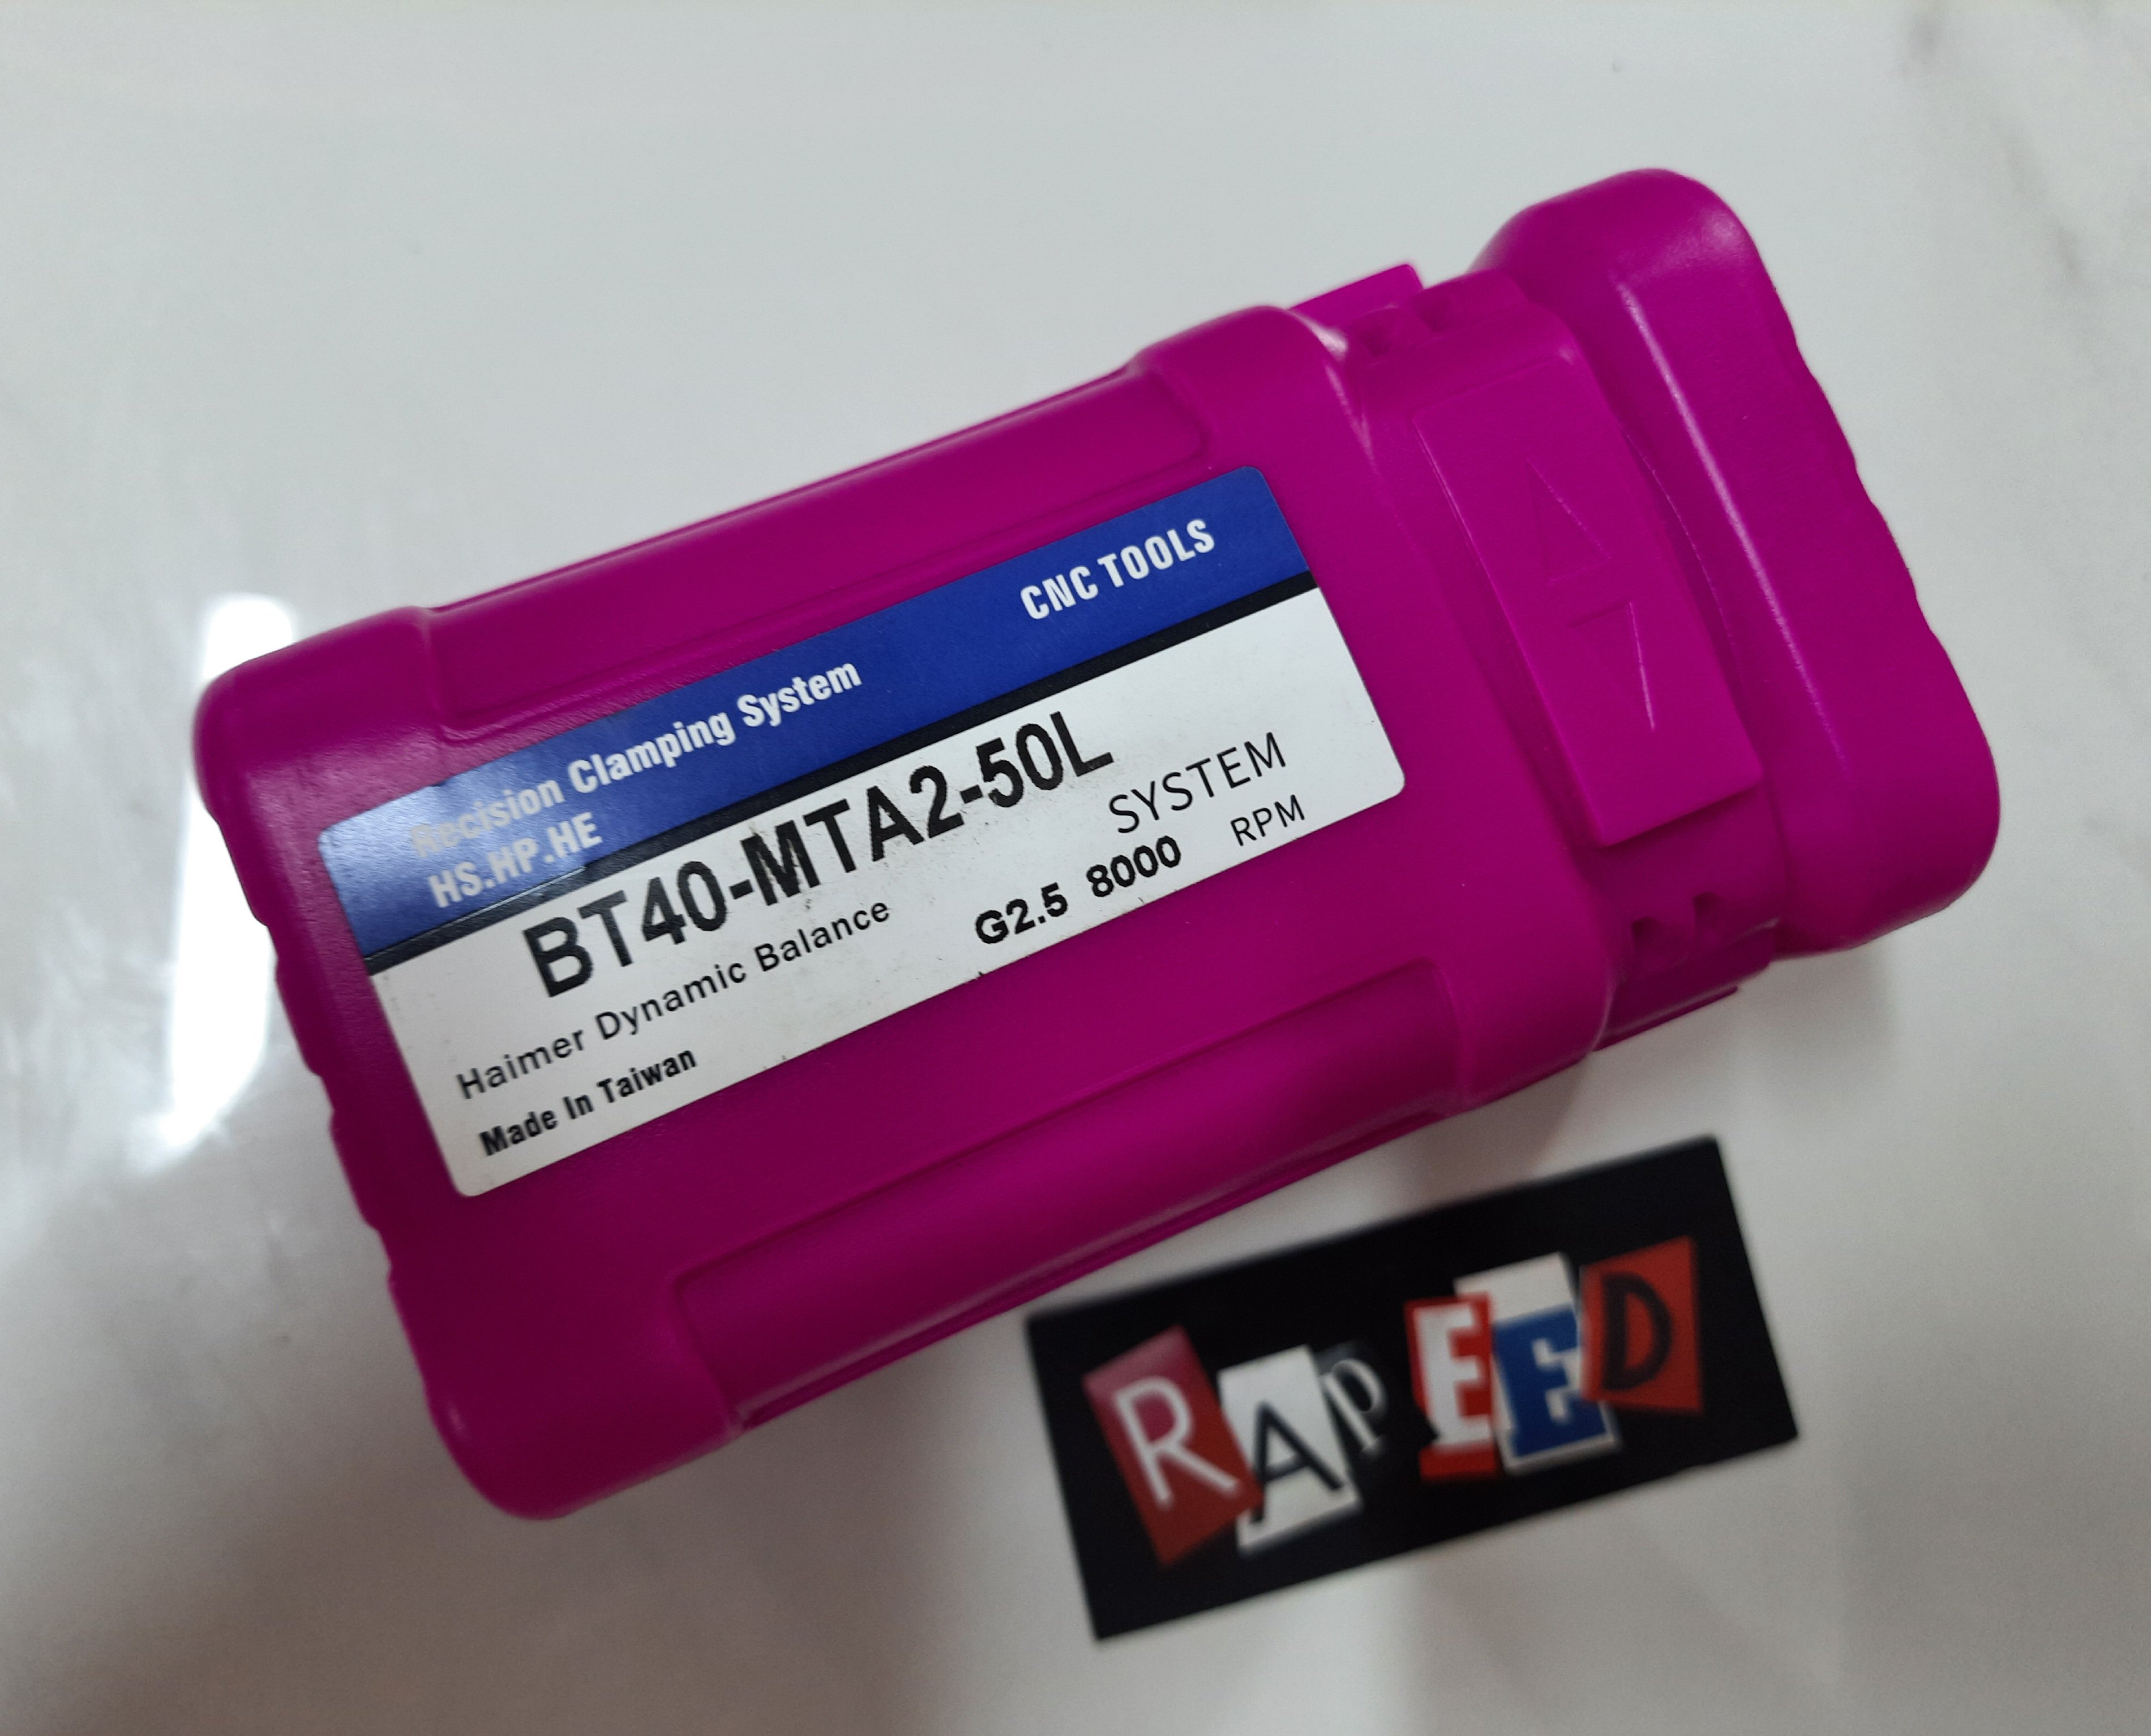 Precision Clamping System
CNC TOOLS
HS.HP.HE
BT40-MTA2-50L
SYSTEM
Haimer Dynamic Balance
G2.5 8000 RPM
Made In Taiwan
RAPEED